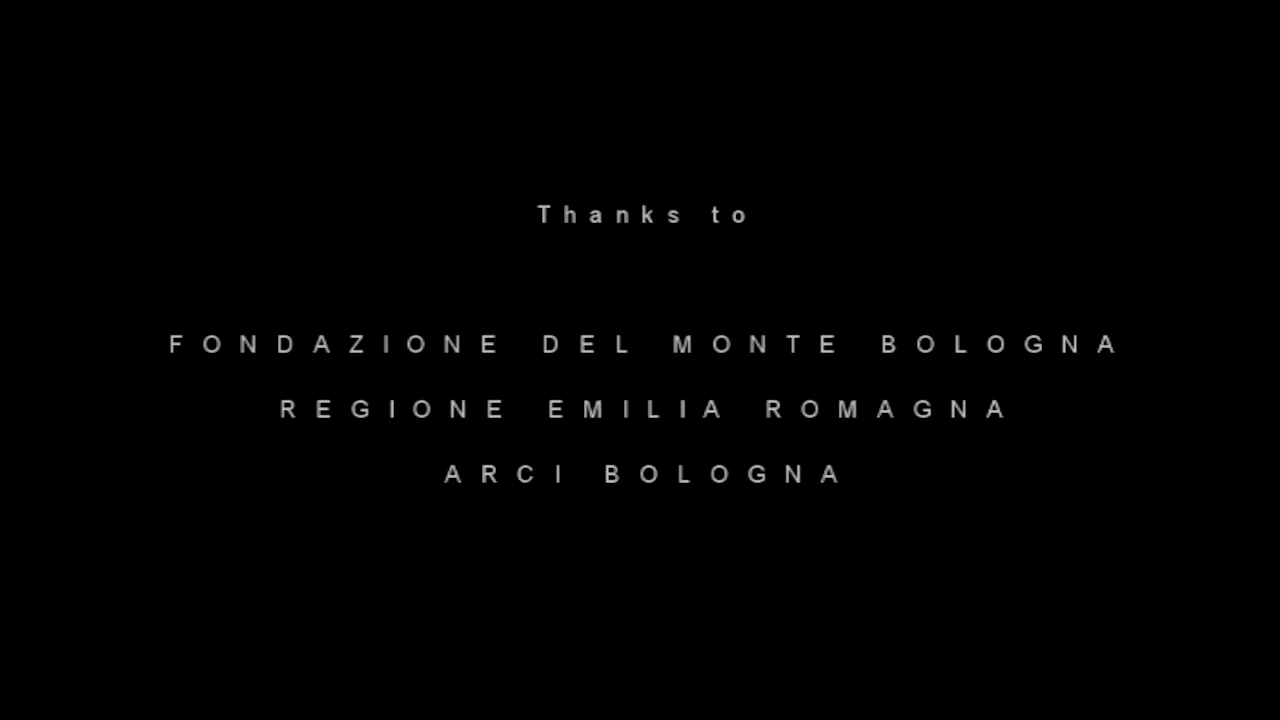 Thanks to
FONDAZIONE DEL MONTE BOLOGNA
REGIONE EMILIA ROMAGNA
ARCI BOLOGNA